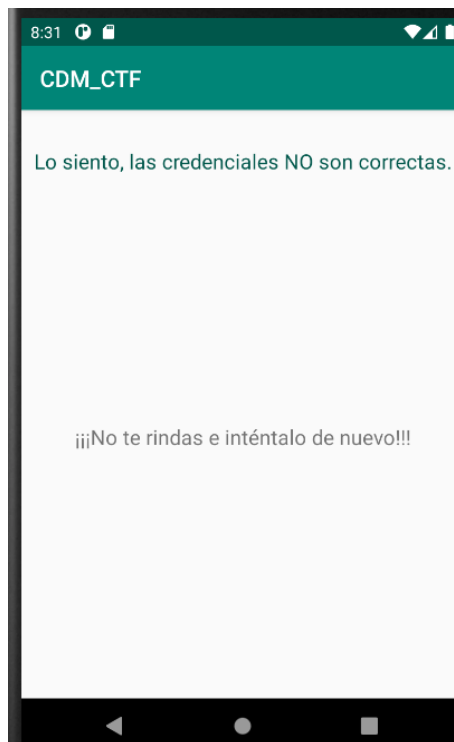 8:31
CDM_CTF
Lo siento, las credenciales NO son correctas.
¡¡¡No te rindas e inténtalo de nuevo!!!